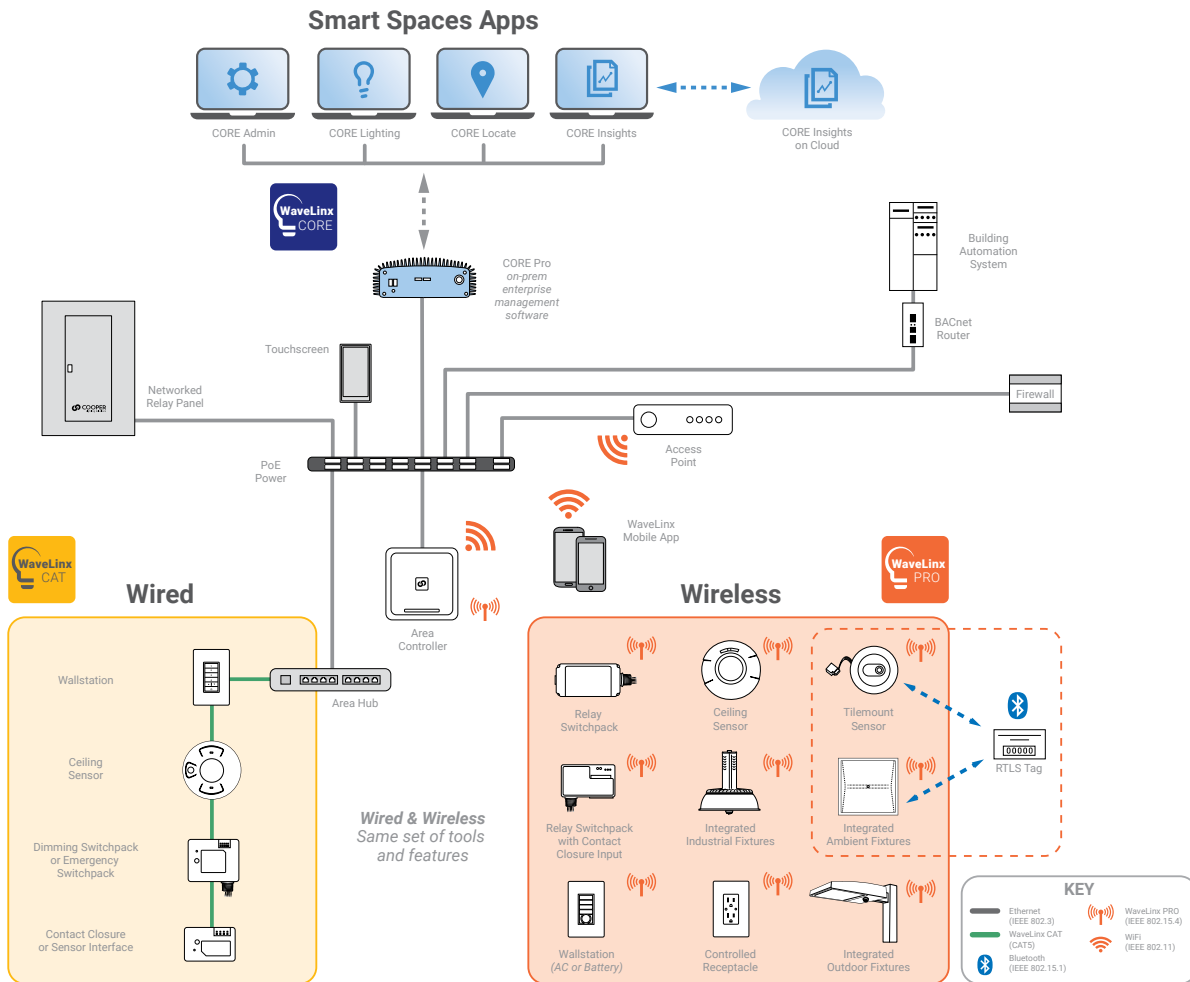 Smart Spaces Apps
CORE Admin
CORE Lighting
CORE Locate
CORE Insights
CORE Insights
on Cloud
WaveLinx
CORE
CORE Pro
on-prem
enterprise
management
software
Building
Automation
System
BACnet
Router
Touchscreen
Networked
Relay Panel
COOPER
Firewall
Access
Point
PoE
Power
WaveLinx
Mobile App
WaveLinx
CAT
Wired
Area
Controller
Wireless
WaveLinx
PRO
Wallstation
Area Hub
Ceiling
Sensor
Dimming Switchpack
or Emergency
Switchpack
Contact Closure
or Sensor Interface
Wired & Wireless
Same set of tools
and features
Relay
Switchpack
Ceiling
Sensor
Tilemount
Sensor
00000
RTLS Tag
Relay Switchpack
with Contact
Closure Input
Integrated
Industrial Fixtures
Integrated
Ambient Fixtures
Wallstation
(AC or Battery)
Controlled
Receptacle
Integrated
Outdoor Fixtures
KEY
Ethernet
(IEEE 802.3)
WaveLinx CAT
(CAT5)
Bluetooth
(IEEE 802.15.1)
WaveLinx PRO
(IEEE 802.15.4)
WiFi
(IEEE 802.11)